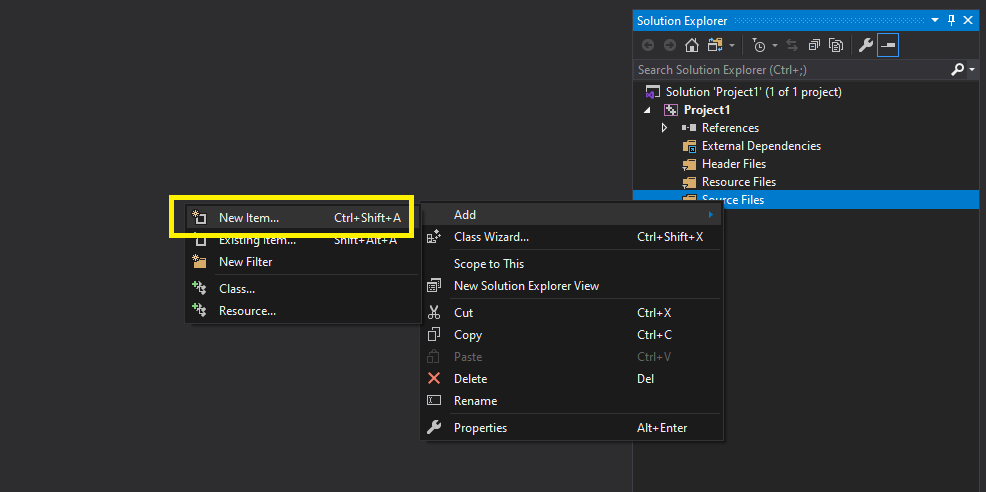 Solution Explorer
Search Solution Explorer (Ctrl+;)
Solution 'Project1' (1 of 1 project)
Project1
References
External Dependencies
Header Files
Resource Files
Source Files
Add
Class Wizard... Ctrl+Shift+X
Scope to This
New Solution Explorer View
Cut Ctrl+X
Copy Ctrl+C
Paste Ctrl+V
Delete Del
Rename
Properties Alt+Enter
New Item... Ctrl+Shift+A
Existing Item... Shift+Alt+A
New Filter
Class...
Resource...